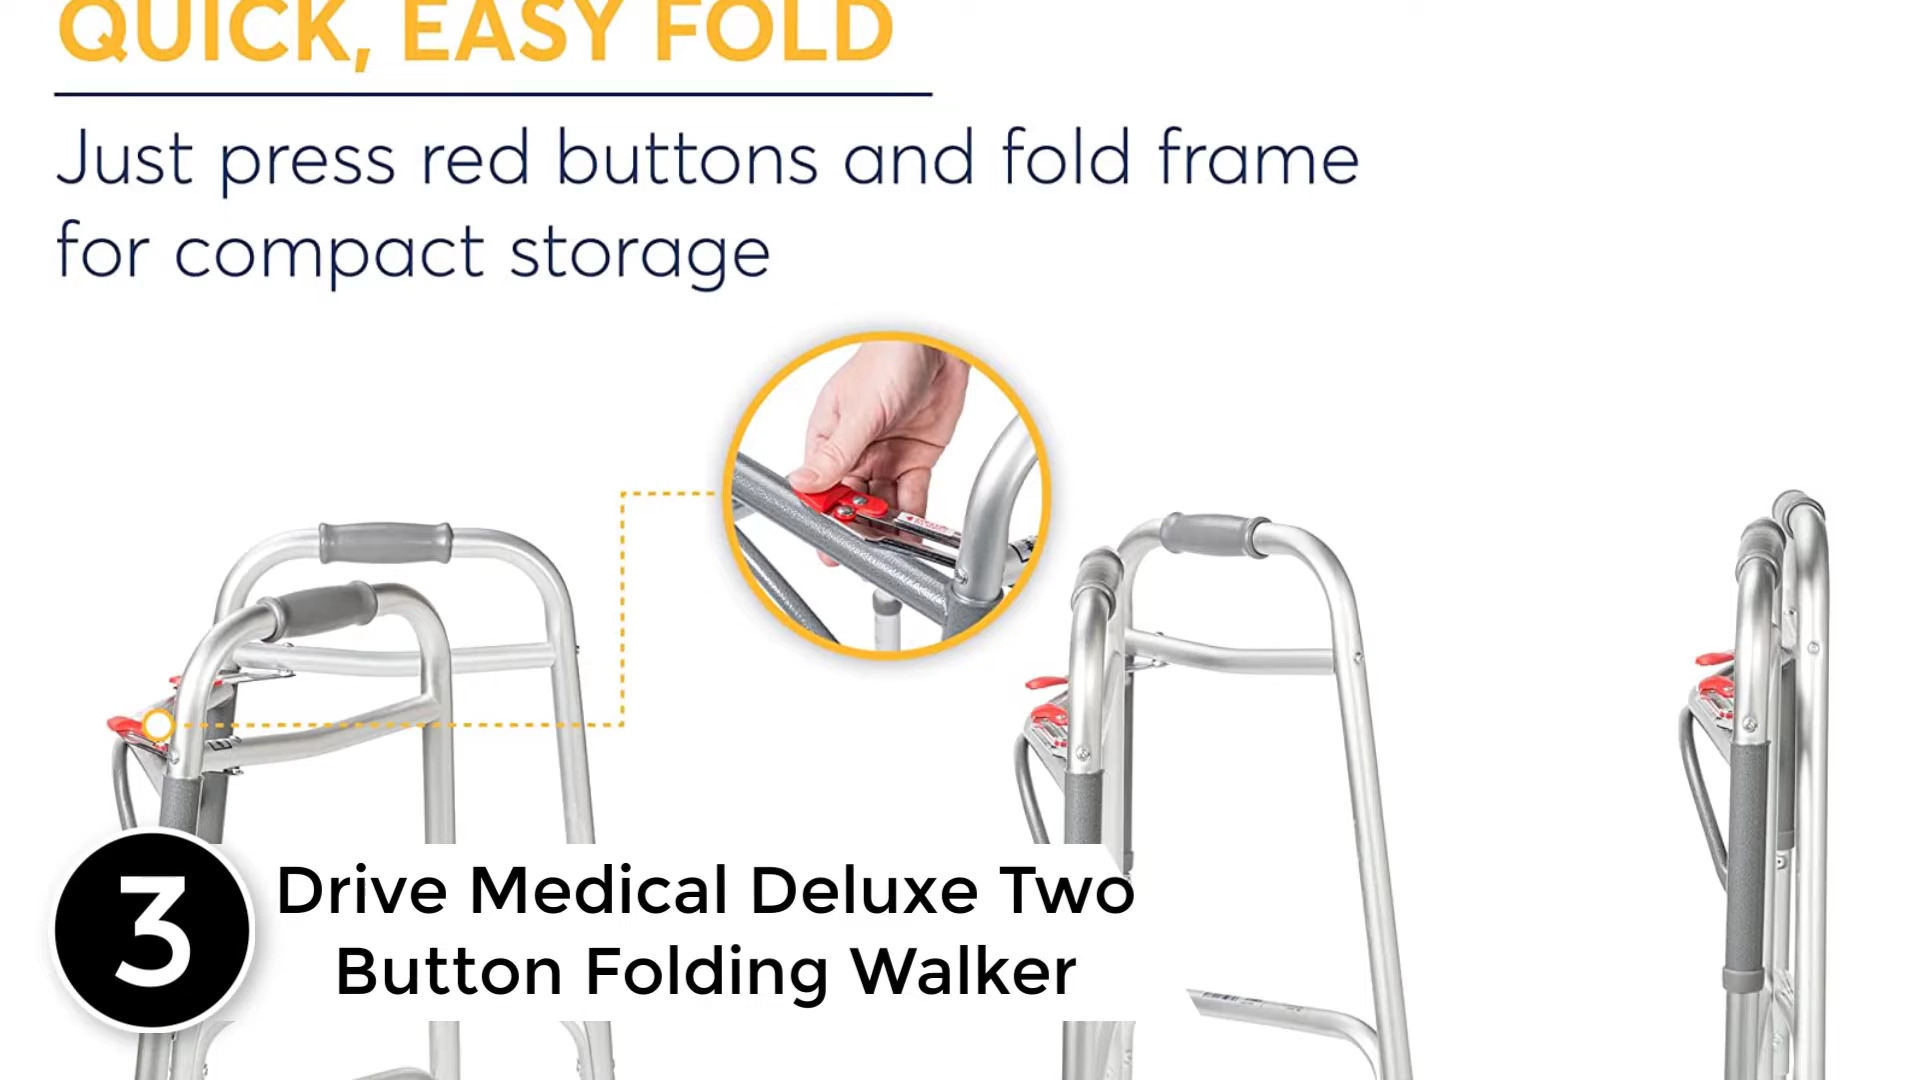 QUICK, EASY FOLD
Just press red buttons and fold frame
for compact storage
3
Drive Medical Deluxe Two
Button Folding Walker